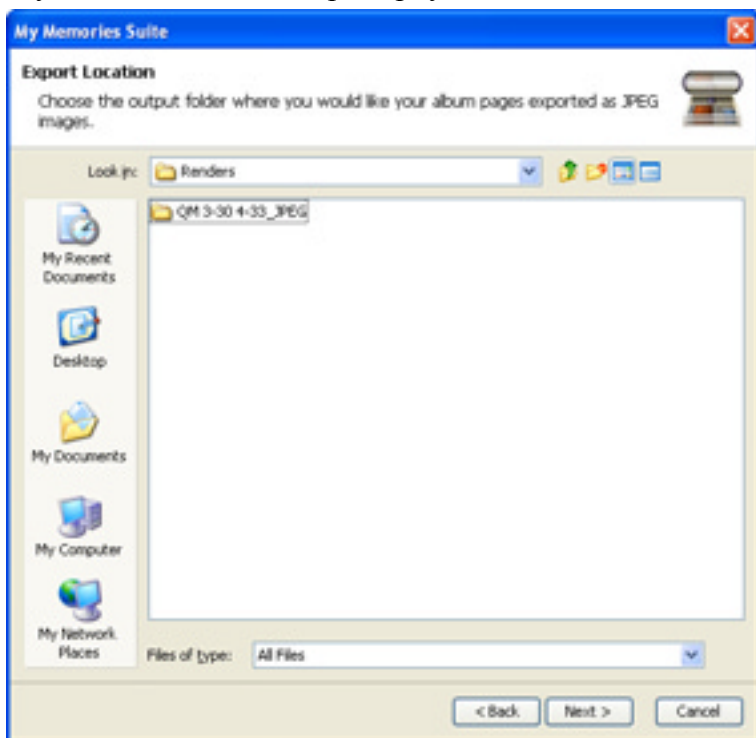 My Memories Suite
Export Location
Choose the output folder where you would like your album pages exported as JPEG
images.
Look in:
Renders
QM 3-30 4-33_JPEG
My Recent
Documents
Desktop
My Documents
My Computer
My Network
Places
Files of type:
All Files
< Back
Next >
Cancel